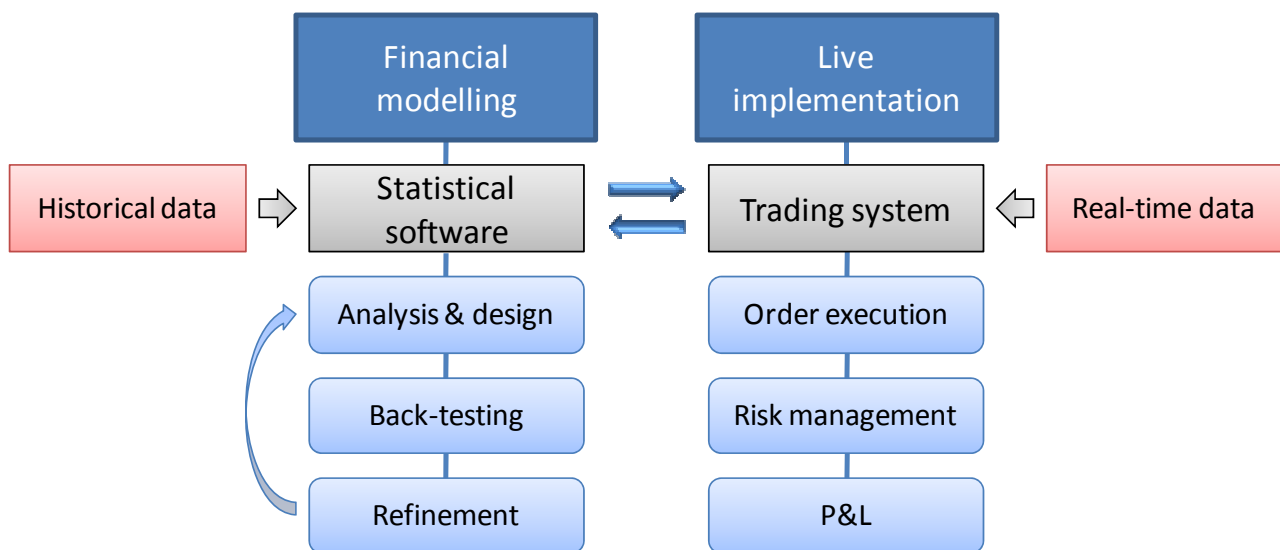 Financial
modelling
Live
implementation
Historical data
Statistical
software
Trading system
Real-time data
Analysis & design
Order execution
Back-testing
Risk management
Refinement
P&L